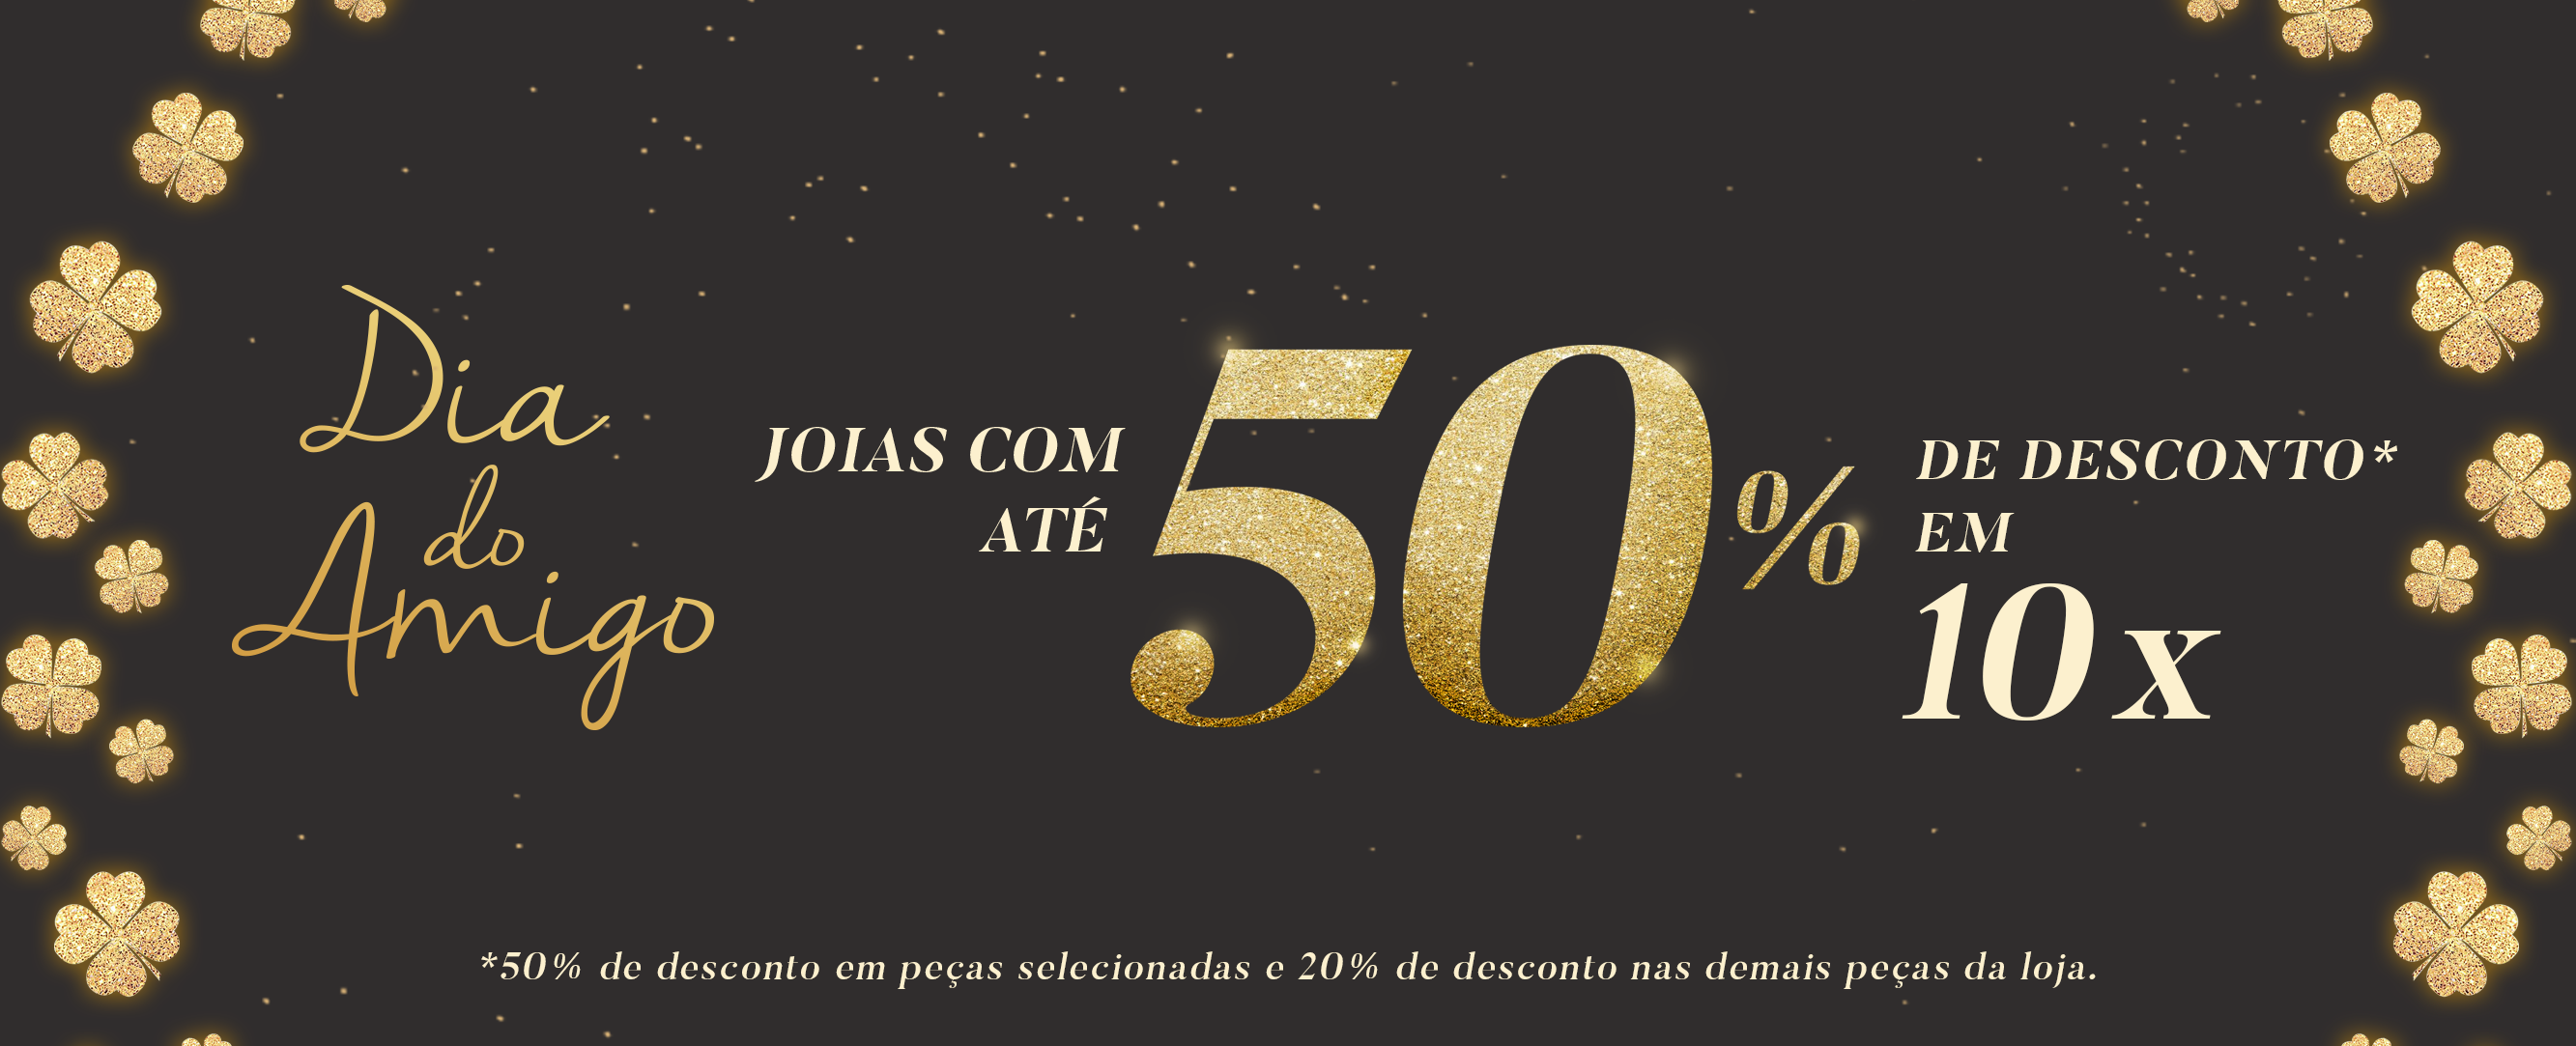 Dia
do
Amigo
JOIAS COM
ATÉ
50%
DE DESCONTO*
EM
10x
*50% de desconto em peças selecionadas e 20% de desconto nas demais peças da loja.